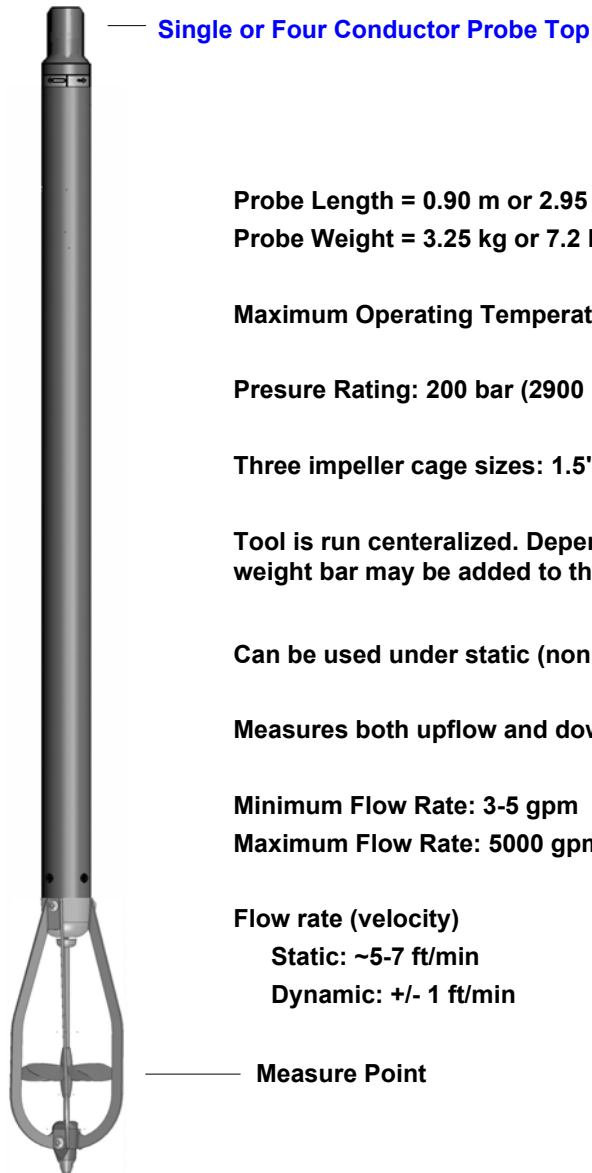 Single or Four Conductor Probe Top
Probe Length = 0.90 m or 2.95
Probe Weight = 3.25 kg or 7.2
Maximum Operating
Presure Rating: 200 bar (2900
Three impeller cage sizes: 1.5"
Tool is run centeralized.
weight bar may be added to
Can be used under static (non
Measures both upflow and
Minimum Flow Rate: 3-5 gpm
Maximum Flow Rate: 5000
Flow rate (velocity)
Static: ~5-7 ft/min
Dynamic: +/- 1 ft/min
Measure Point